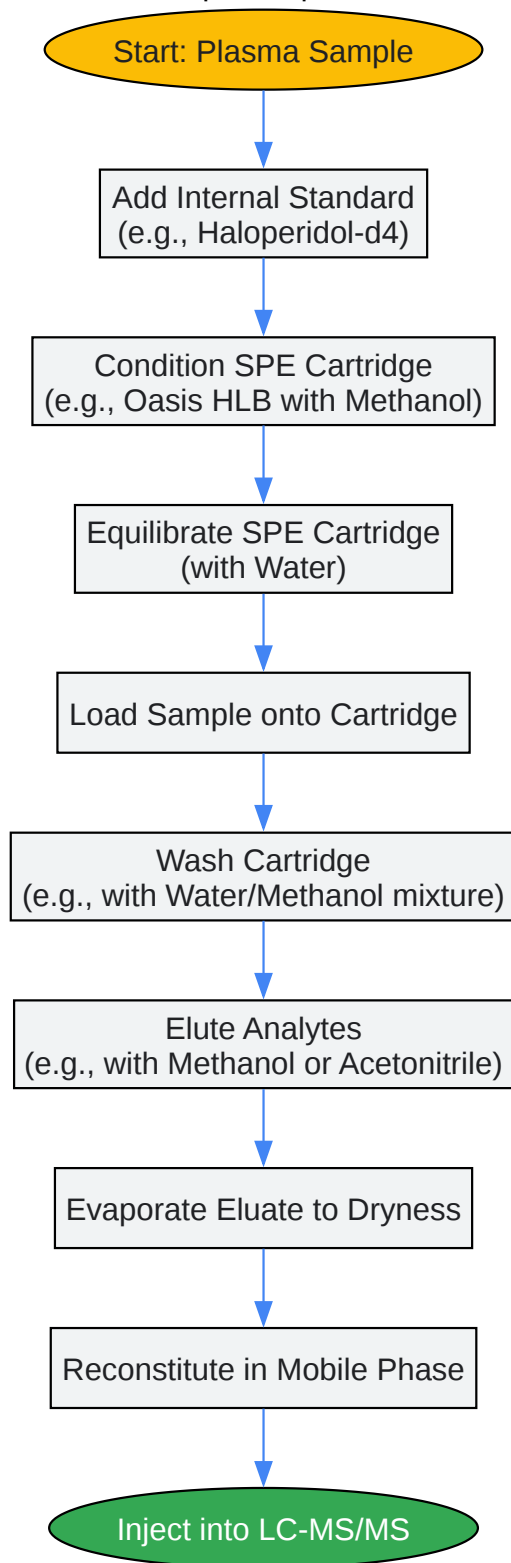 Start: Plasma Sample
Add Internal Standard
(e.g., Haloperidol-d4)
Condition SPE Cartridge
(e.g., Oasis HLB with Methanol)
Equilibrate SPE Cartridge
(with Water)
Load Sample onto Cartridge
Wash Cartridge
(e.g., with Water/Methanol mixture)
Elute Analytes
(e.g., with Methanol or Acetonitrile)
Evaporate Eluate to Dryness
Reconstitute in Mobile Phase
Inject into LC-MS/MS